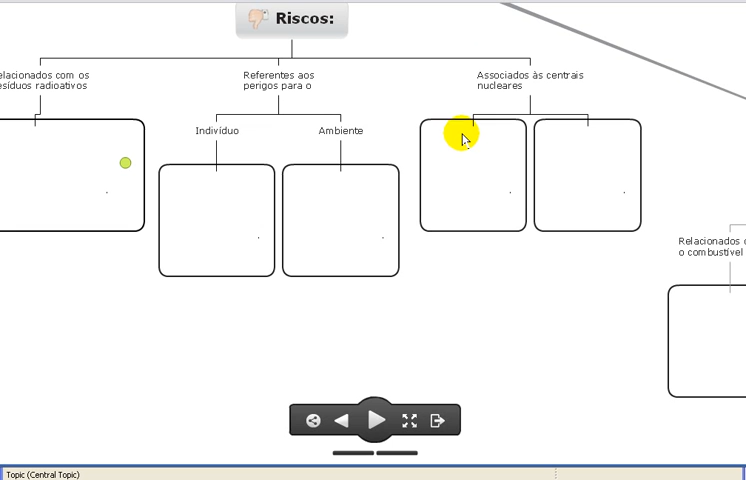 Riscos:
elacionados com os
esíduos radioativos
Referentes aos
perigos para o
Associados às centrais
nucleares
Indivíduo
Ambiente
Relacionados
o combustível
Topic (Central Topic)